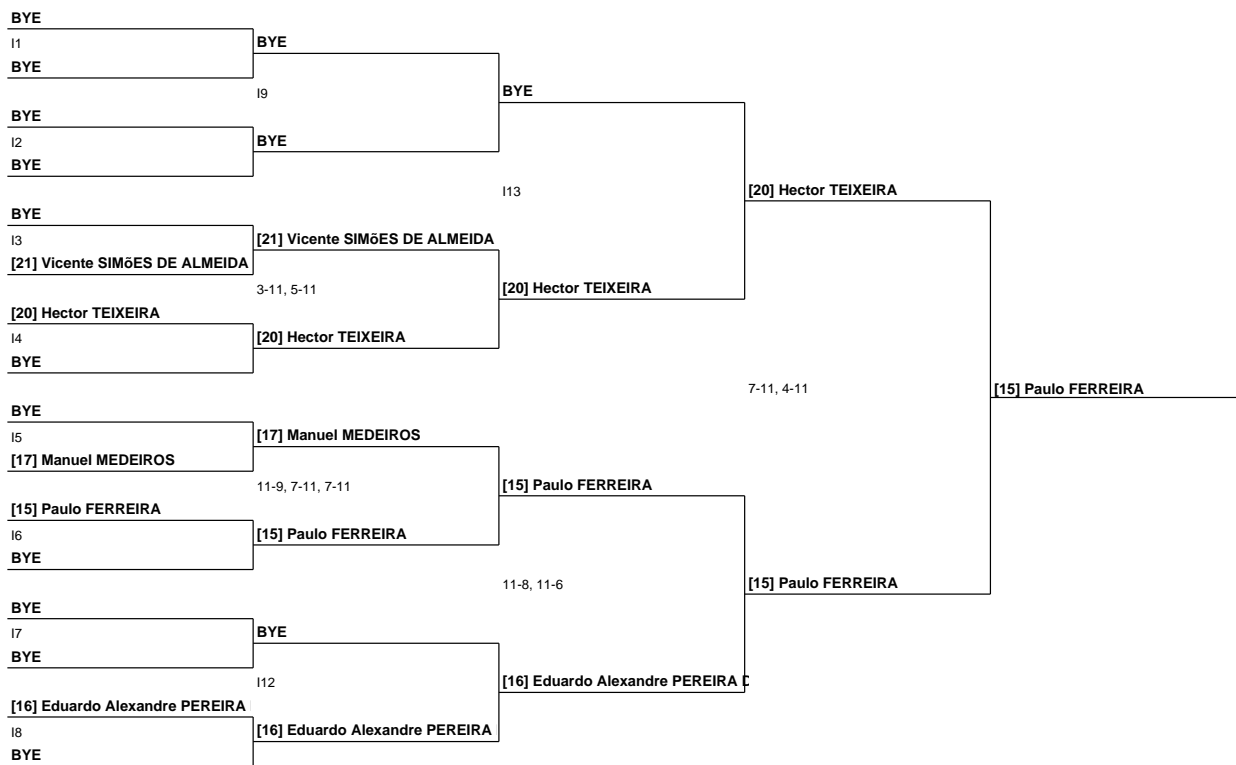 BYE
I1
BYE
BYE
I9
BYE
BYE
I2
BYE
BYE
I13
[20] Hector TEIXEIRA
BYE
I3
[21] Vicente SIMõES DE ALMEIDA
[21] Vicente SIMõES DE ALMEIDA
3-11, 5-11
[20] Hector TEIXEIRA
[20] Hector TEIXEIRA
I4
[20] Hector TEIXEIRA
BYE
7-11, 4-11
[15] Paulo FERREIRA
BYE
I5
[17] Manuel MEDEIROS
[17] Manuel MEDEIROS
11-9, 7-11, 7-11
[15] Paulo FERREIRA
[15] Paulo FERREIRA
I6
[15] Paulo FERREIRA
BYE
11-8, 11-6
[15] Paulo FERREIRA
BYE
I7
BYE
BYE
I12
[16] Eduardo Alexandre PEREIRA D
[16] Eduardo Alexandre PEREIRA
I8
[16] Eduardo Alexandre PEREIRA
BYE